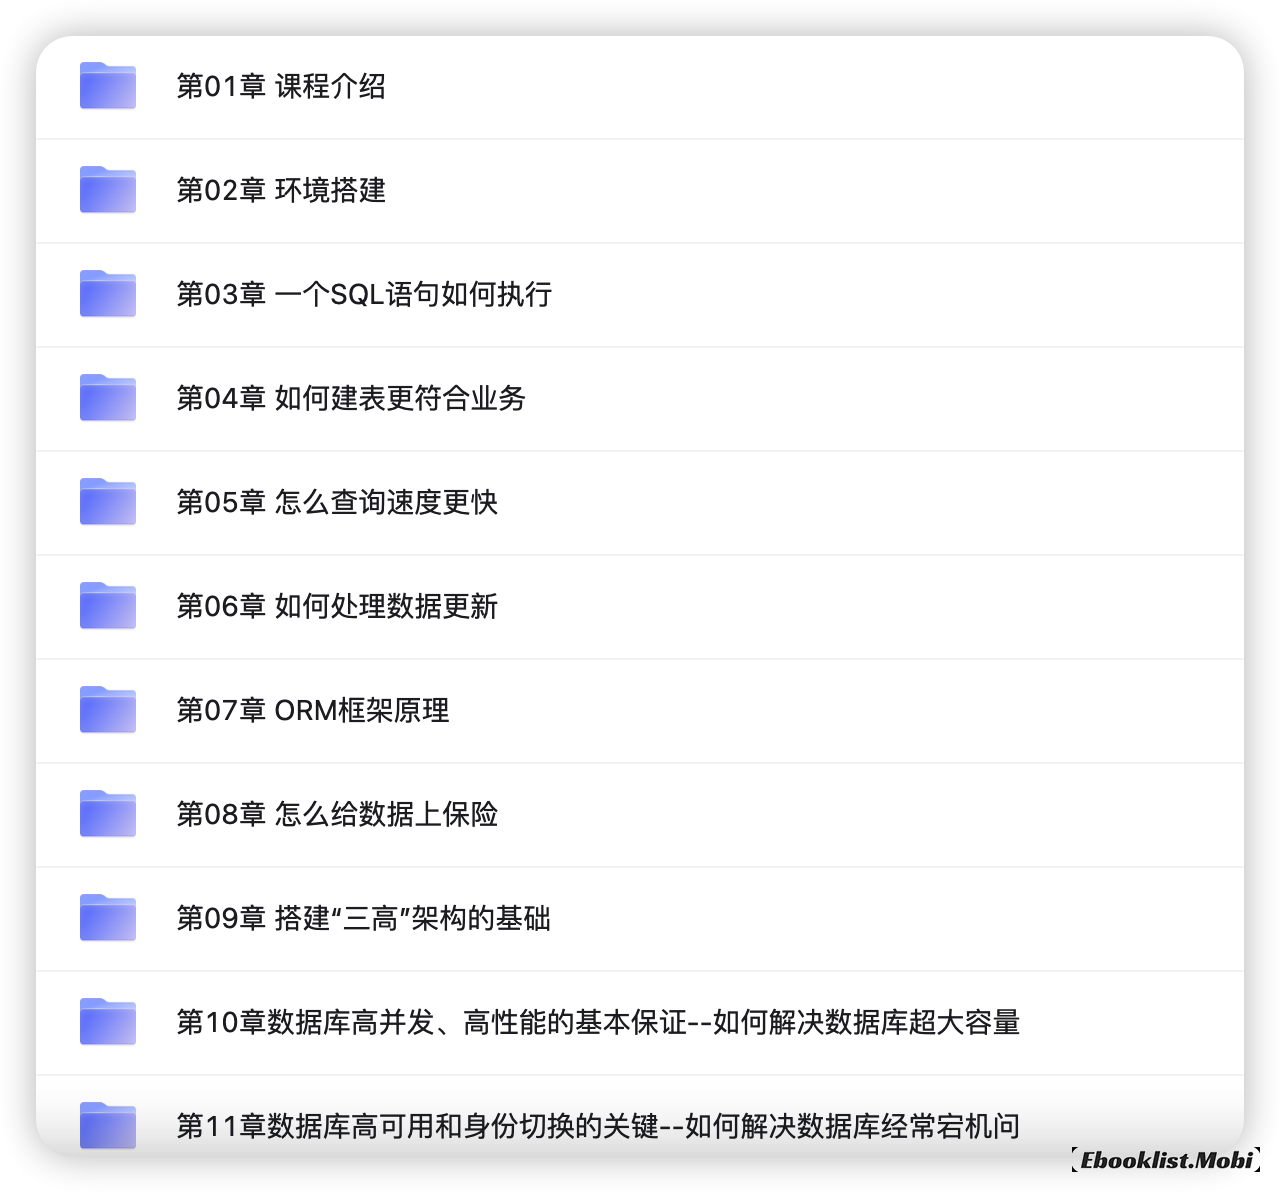 第01章 课程介绍
第02章 环境搭建
第03章 一个SQL语句如何执行
第04章 如何建表更符合业务
第05章 怎么查询速度更快
第06章 如何处理数据更新
第07章 ORM框架原理
第08章 怎么给数据上保险
第09章 搭建“三高”架构的基础
第10章数据库高并发、高性能的基本保证--如何解决数据库超大容量
第11章数据库高可用和身份切换的关键--如何解决数据库经常宕机问
【Ebooklist.Mobi】